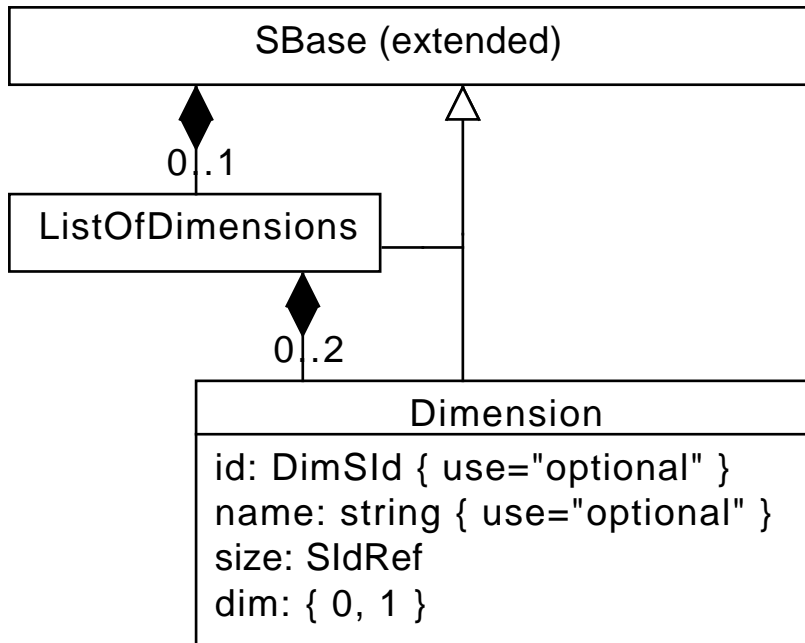 SBase (extended)
0..1
ListOfDimensions
0..2
Dimension
id: DimSId { use="optional" }
name: string { use="optional" }
size: SIdRef
dim: { 0, 1 }